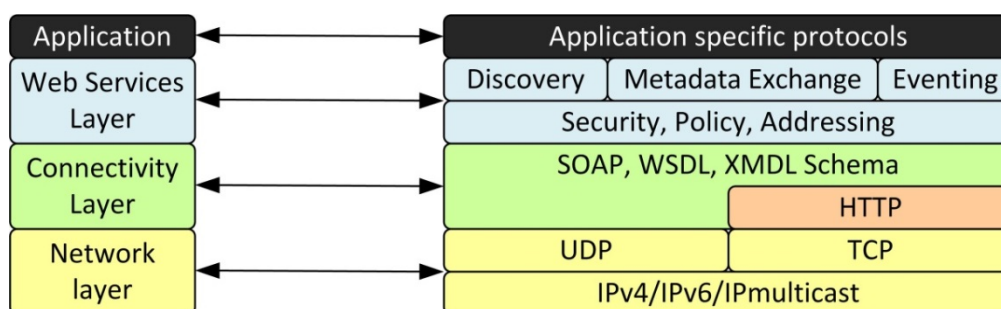 Application
Application specific protocols
Web Services
Layer
Discovery
Metadata Exchange
Eventing
Security, Policy, Addressing
Connectivity
Layer
SOAP, WSDL, XMDL Schema
HTTP
Network
layer
UDP
TCP
IPv4/IPv6/IPmulticast